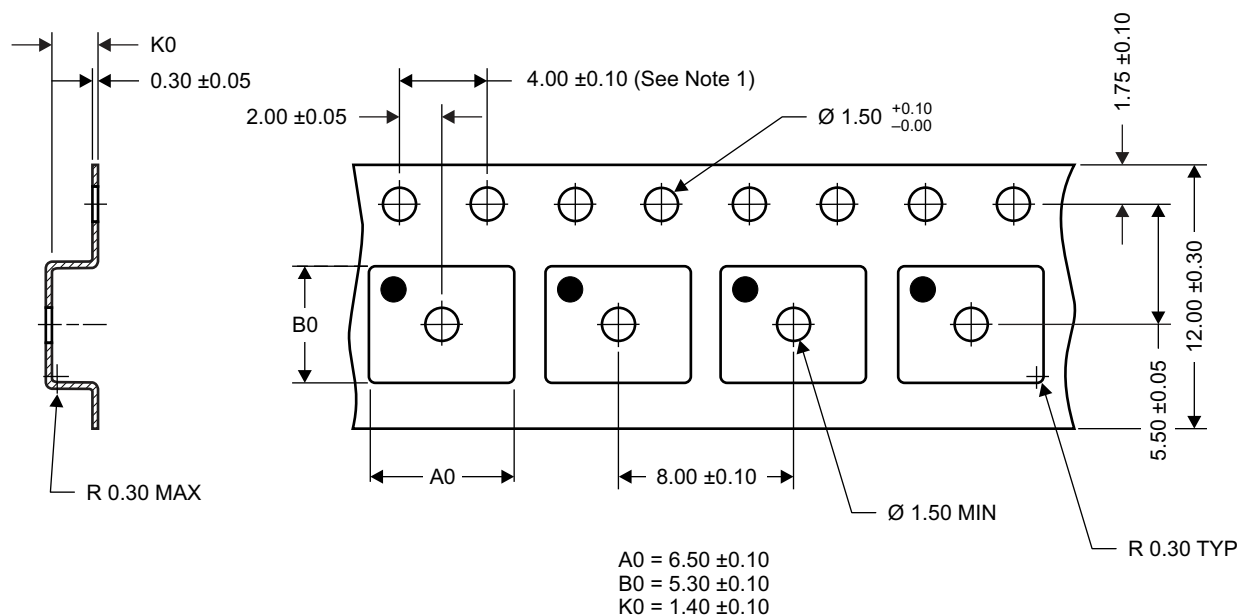 K0
0.30 ±0.05
4.00 ±0.10 (See Note 1)
2.00 ±0.05
Ø 1.50 +0.10 –0.00
1.75 ±0.10
B0
12.00 ±0.30
5.50 ±0.05
R 0.30 MAX
A0
8.00 ±0.10
Ø 1.50 MIN
R 0.30 TYP
A0 = 6.50 ±0.10
B0 = 5.30 ±0.10
K0 = 1.40 ±0.10